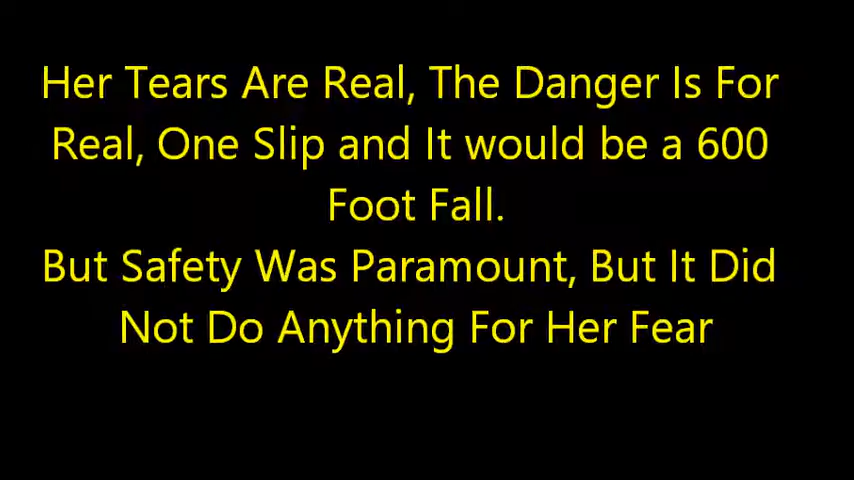 Her Tears Are Real, The Danger Is For
Real, One Slip and It would be a 600
Foot Fall.
But Safety Was Paramount, But It Did
Not Do Anything For Her Fear